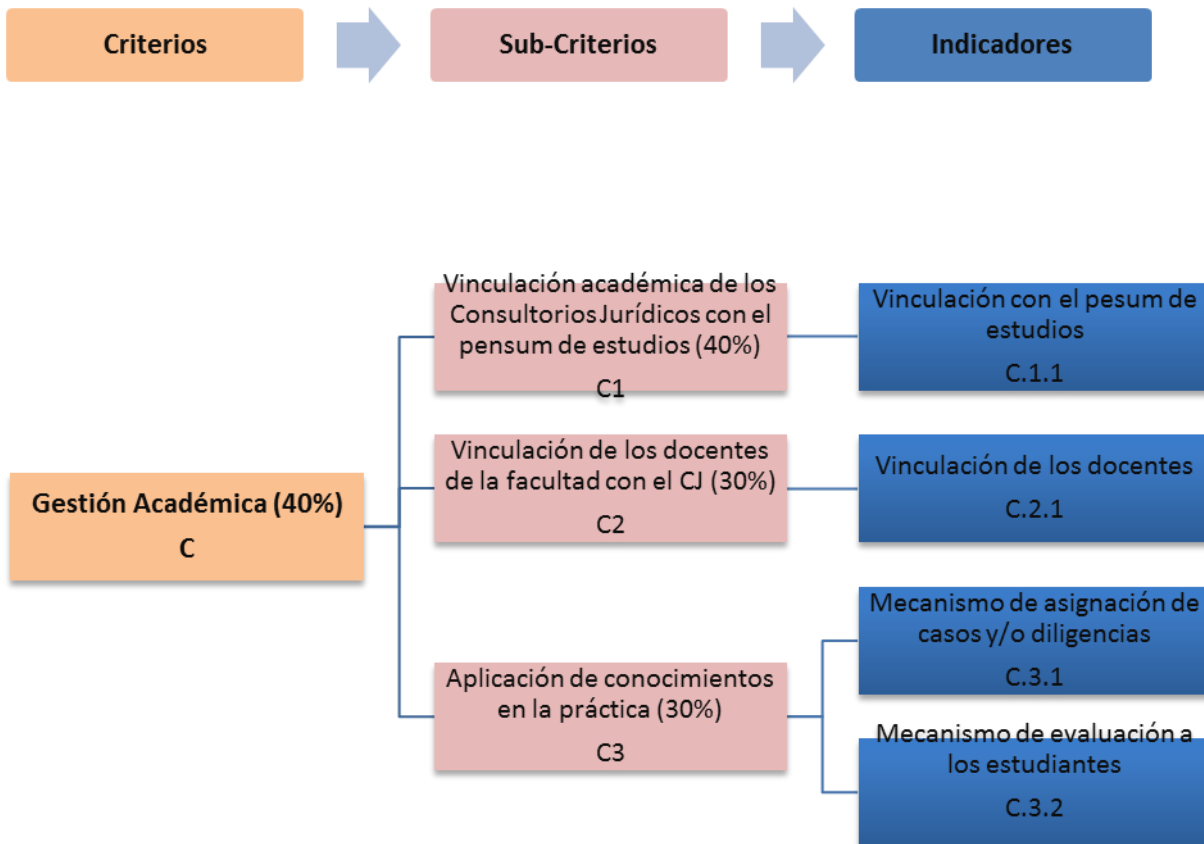 Criterios
Sub-Criterios
Indicadores
Gestión Académica (40%)
C
Vinculación académica de los
Consultorios Jurídicos con el
pensum de estudios (40%)
C1
Vinculación con el pesum de
estudios
C.1.1
Vinculación de los docentes
de la facultad con el CJ (30%)
C2
Vinculación de los docentes
C.2.1
Aplicación de conocimientos
en la práctica (30%)
C3
Mecanismo de asignación de
casos y/o diligencias
C.3.1
Mecanismo de evaluación a
los estudiantes
C.3.2